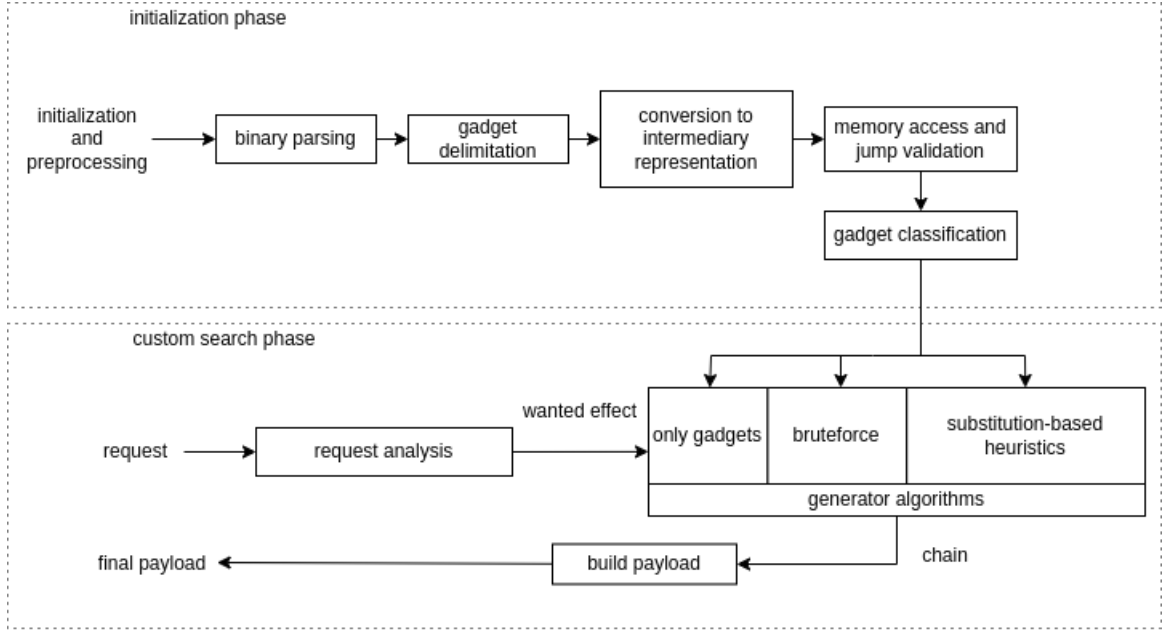 initialization phase
initialization
and
preprocessing
binary parsing
gadget
delimitation
conversion to
intermediary
representation
memory access and
jump validation
gadget classification
custom search phase
request
request analysis
wanted effect
only gadgets
bruteforce
substitution-based
heuristics
generator algorithms
chain
build payload
final payload